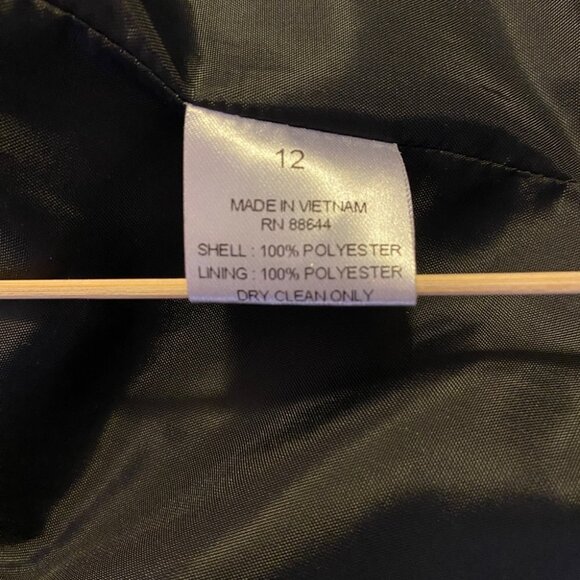 12
MADE IN VIETNAM
RN 88644
SHELL : 100% POLYESTER
LINING : 100% POLYESTER
DRY CLEAN ONLY